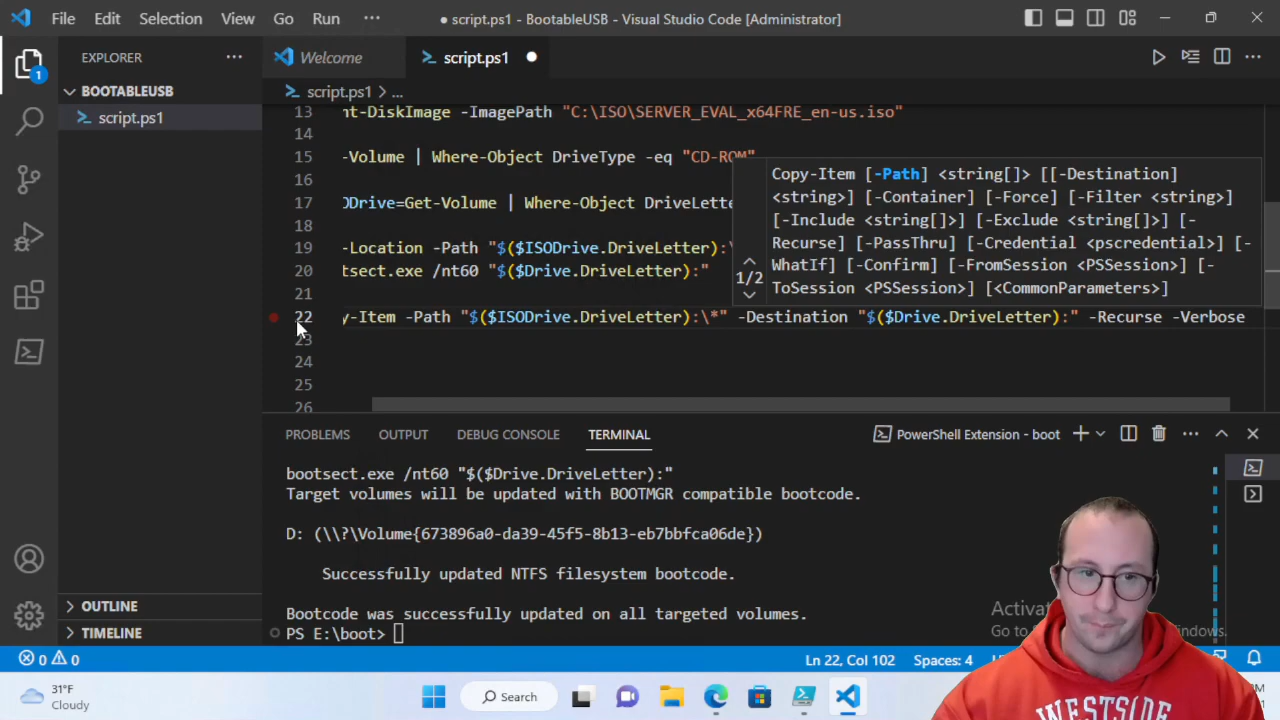 File Edit Selection View Go Run ··· ● script.ps1 - BootableUSB - Visual Studio Code [Administrator]
EXPLORER ··· Welcome script.ps1 ●
BOOTABLEUSB script.ps1 > ...
script.ps1
13 nt-DiskImage -ImagePath "C:\ISO\SERVER_EVAL_x64FRE_en-us.iso"
14
15 -Volume | Where-Object DriveType -eq "CD-ROM"
16
17 Drive=Get-Volume | Where-Object DriveLette
18
19 -Location -Path "$($ISODrive.DriveLetter):\
20 tsect.exe /nt60 "$($Drive.DriveLetter):"
21
22 y-Item -Path "$($ISODrive.DriveLetter):\*" -Destination "$($Drive.DriveLetter):" -Recurse -Verbose
23
24
25
26
Copy-Item [-Path] <string[]> [[-Destination]
<string>] [-Container] [-Force] [-Filter <string>]
[-Include <string[]>] [-Exclude <string[]>] [-
Recurse] [-PassThru] [-Credential <pscredential>] [-
1/2 WhatIf] [-Confirm] [-FromSession <PSSession>] [-
ToSession <PSSession>] [<CommonParameters>]
PROBLEMS OUTPUT DEBUG CONSOLE TERMINAL PowerShell Extension - boot
bootsect.exe /nt60 "$($Drive.DriveLetter):"
Target volumes will be updated with BOOTMGR compatible bootcode.
D: (\\?\Volume{673896a0-da39-45f5-8b13-eb7bbfca06de})
Successfully updated NTFS filesystem bootcode.
Bootcode was successfully updated on all targeted volumes.
PS E:\boot>
OUTLINE
TIMELINE
1
Go to
0 0 Ln 22, Col 102 Spaces: 4
31°F
Cloudy
Search
WESTSIDE